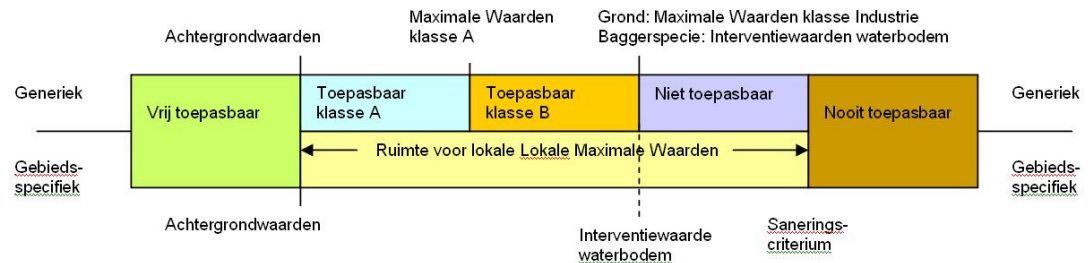 Maximale Waarden
klasse A
Grond: Maximale Waarden klasse Industrie
Baggerspecie: Interventiewaarden waterbodem
Achtergrondwaarden
Generiek
Vrij toepasbaar
Toepasbaar
klasse A
Toepasbaar
klasse B
Niet toepasbaar
Nooit toepasbaar
Generiek
Ruimte voor lokale Lokale Maximale Waarden
Gebieds-
specifiek
Gebieds-
specifiek
Achtergrondwaarden
Interventiewaarde
waterbodem
Sanerings-
criterium